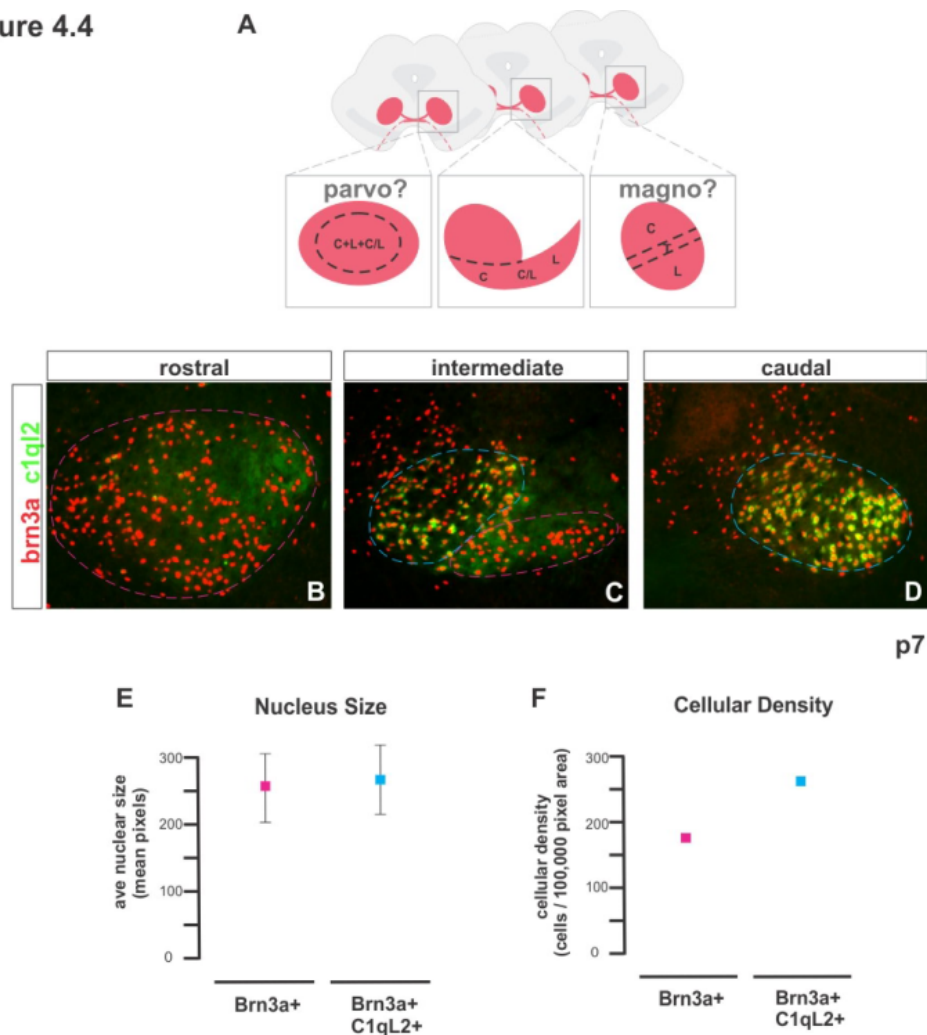 ure 4.4
A
parvo?
C+L+C/L
C
C/L
L
magno?
C
L
rostral
intermediate
caudal
brn3a c1ql2
B
C
D
p7
E
Nucleus Size
300
200
100
0
ave nuclear size
(mean pixels)
Brn3a+
Brn3a+
C1qL2+
F
Cellular Density
300
200
100
0
cellular density
(cells / 100,000 pixel area)
Brn3a+
Brn3a+
C1qL2+